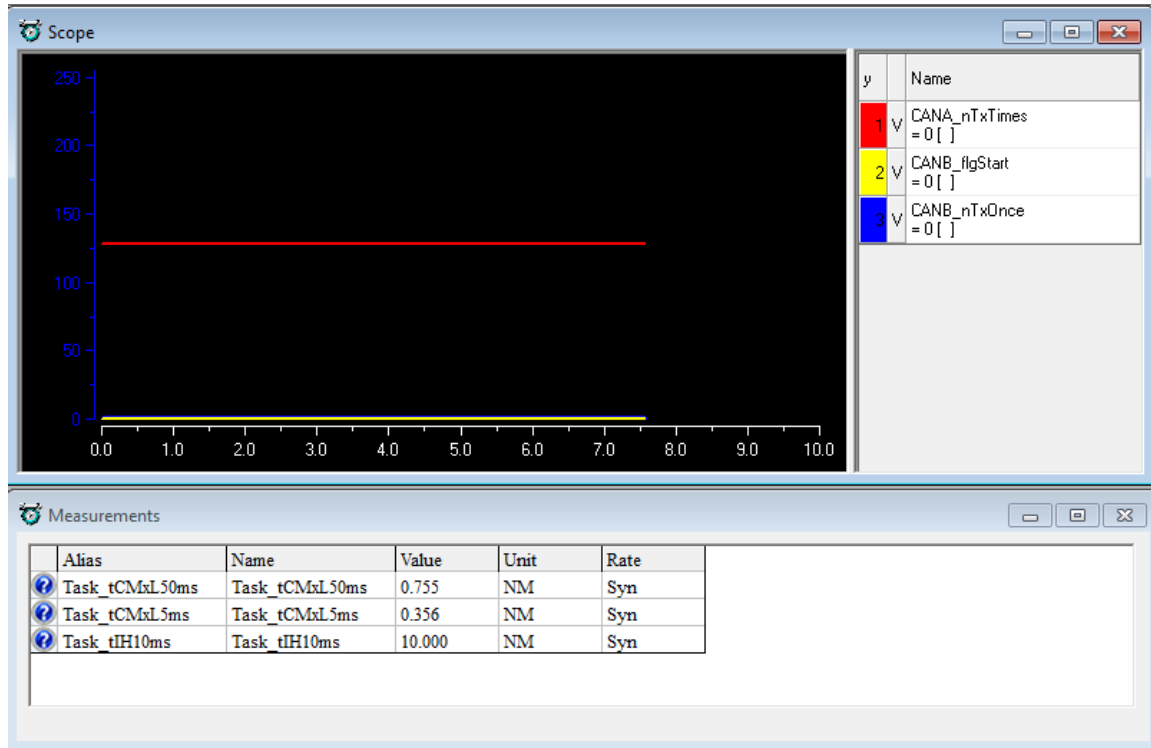 Scope
250
200
150
100
50
0
0.0 1.0 2.0 3.0 4.0 5.0 6.0 7.0 8.0 9.0 10.0
y Name
1 V CANA_nTxTimes
= 0 [ ]
2 V CANB_flgStart
= 0 [ ]
3 V CANB_nTxOnce
= 0 [ ]
Measurements
Alias Name Value Unit Rate
? Task_tCMxL50ms Task_tCMxL50ms 0.755 NM Syn
? Task_tCMxL5ms Task_tCMxL5ms 0.356 NM Syn
? Task_tIH10ms Task_tIH10ms 10.000 NM Syn